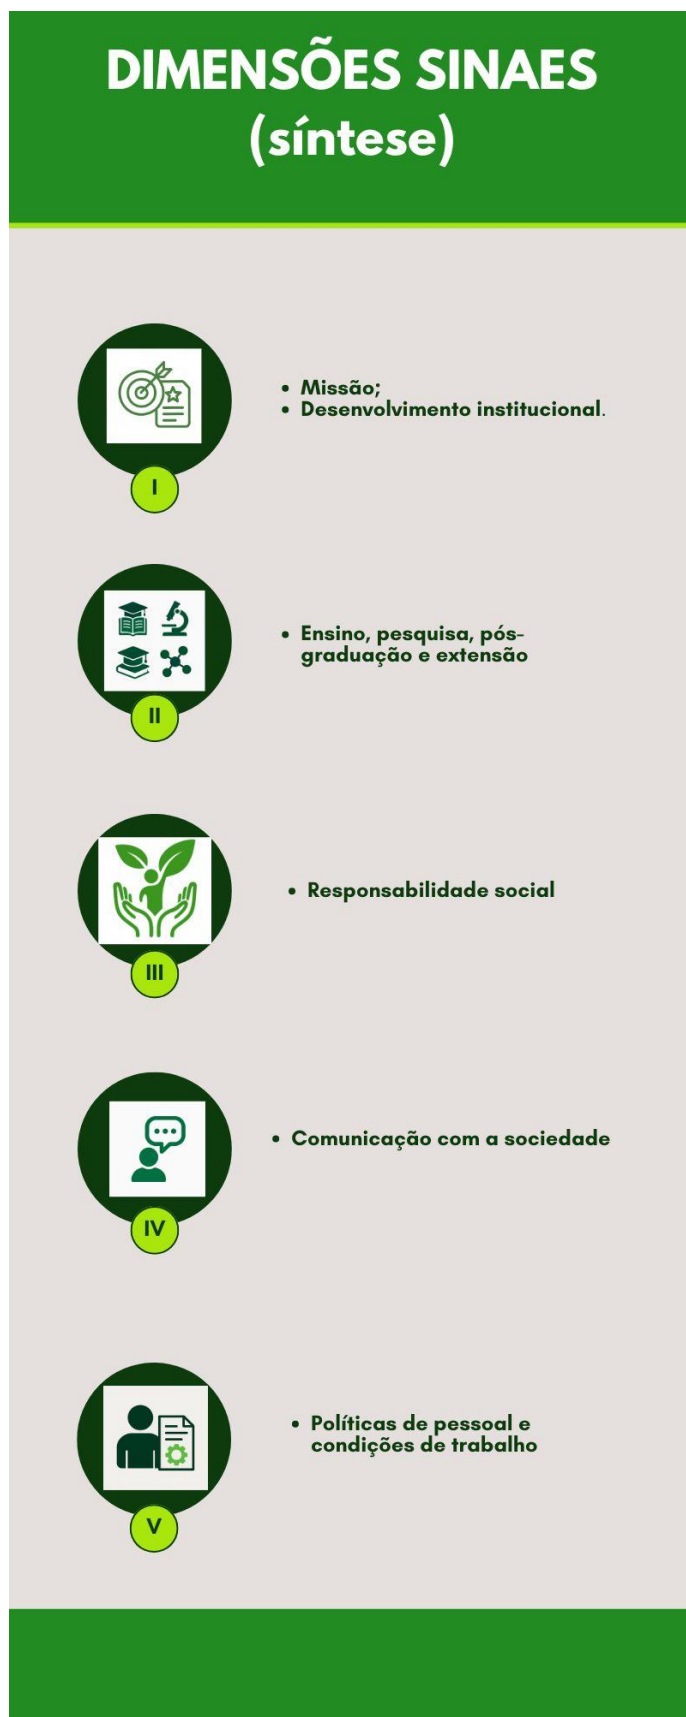 DIMENSÕES SINAES
(síntese)
• Missão;
• Desenvolvimento institucional.
I
• Ensino, pesquisa, pós-
graduação e extensão
II
• Responsabilidade social
III
• Comunicação com a sociedade
IV
• Políticas de pessoal e
condições de trabalho
V